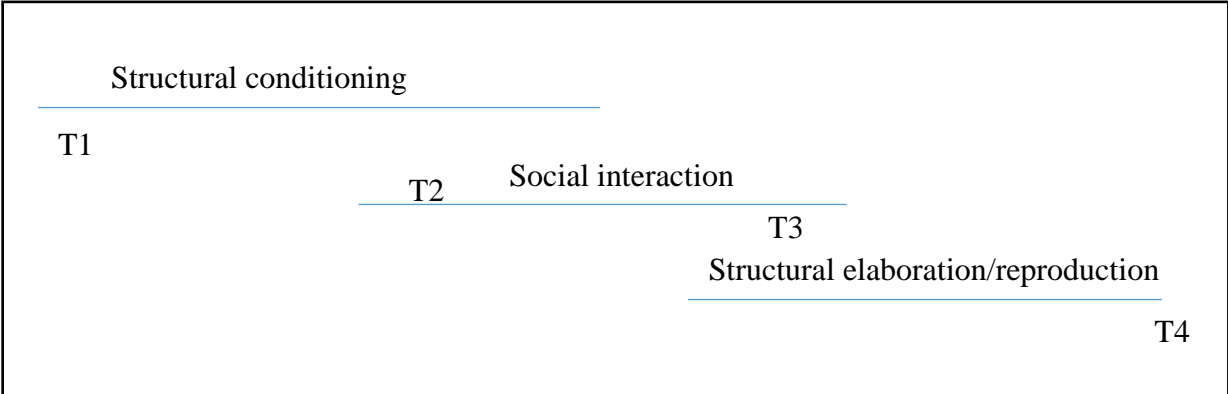 Structural conditioning
T1
T2 Social interaction
T3
Structural elaboration/reproduction
T4